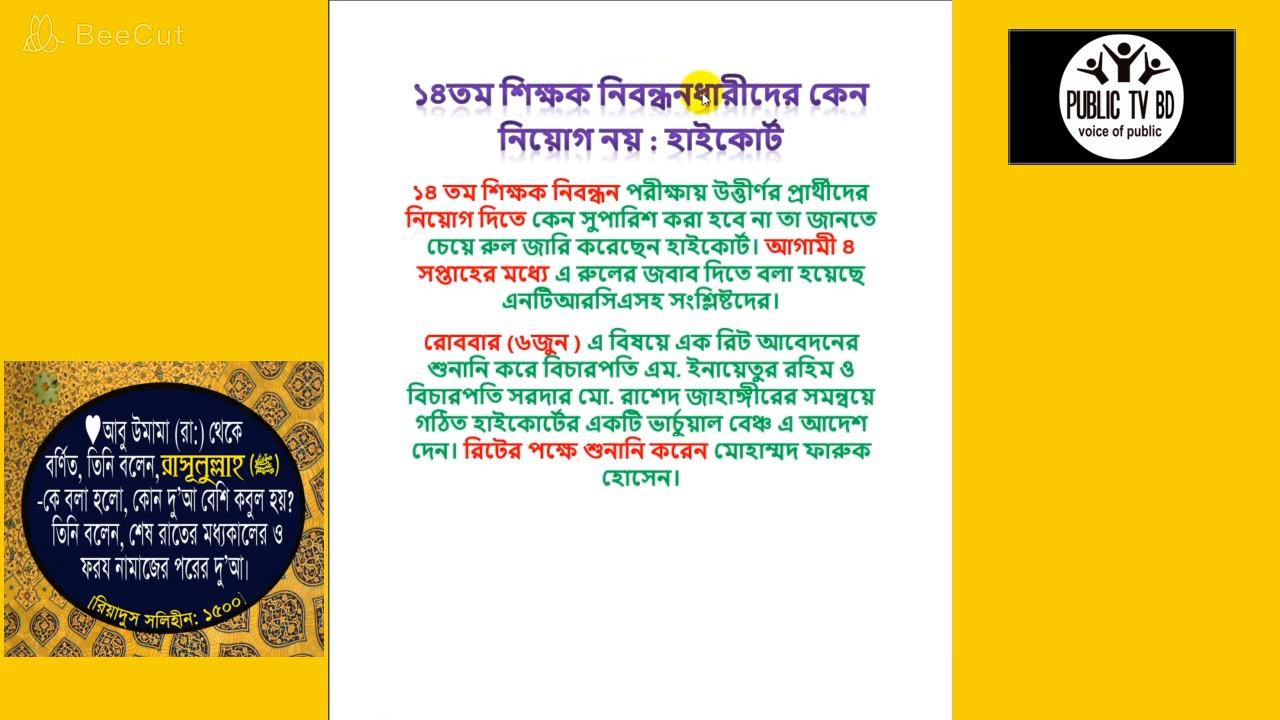 BeeCut
১৪তম শিক্ষক নিবন্ধনধারীদের কেন
নিয়োগ নয় : হাইকোর্ট
১৪ তম শিক্ষক নিবন্ধন পরীক্ষায় উত্তীর্ণর প্রার্থীদের
নিয়োগ দিতে কেন সুপারিশ করা হবে না তা জানতে
চেয়ে রুল জারি করেছেন হাইকোর্ট। আগামী ৪
সপ্তাহের মধ্যে এ রুলের জবাব দিতে বলা হয়েছে
এনটিআরসিএসহ সংশ্লিষ্টদের।
রোববার (৬জুন ) এ বিষয়ে এক রিট আবেদনের
শুনানি করে বিচারপতি এম. ইনায়েতুর রহিম ও
বিচারপতি সরদার মো. রাশেদ জাহাঙ্গীরের সমন্বয়ে
গঠিত হাইকোর্টের একটি ভার্চুয়াল বেঞ্চ এ আদেশ
দেন। রিটের পক্ষে শুনানি করেন মোহাম্মদ ফারুক
হোসেন।
PUBLIC TV BD
voice of public
আবু উমামা (রা:) থেকে
বর্ণিত, তিনি বলেন, রাসূলুল্লাহ (ﷺ)
-কে বলা হলো, কোন দু'আ বেশি কবুল হয়?
তিনি বলেন, শেষ রাতের মধ্যকালের ও
ফরয নামাজের পরের দু'আ।
[রিয়াদুস সলিহীন: ১৫০০]